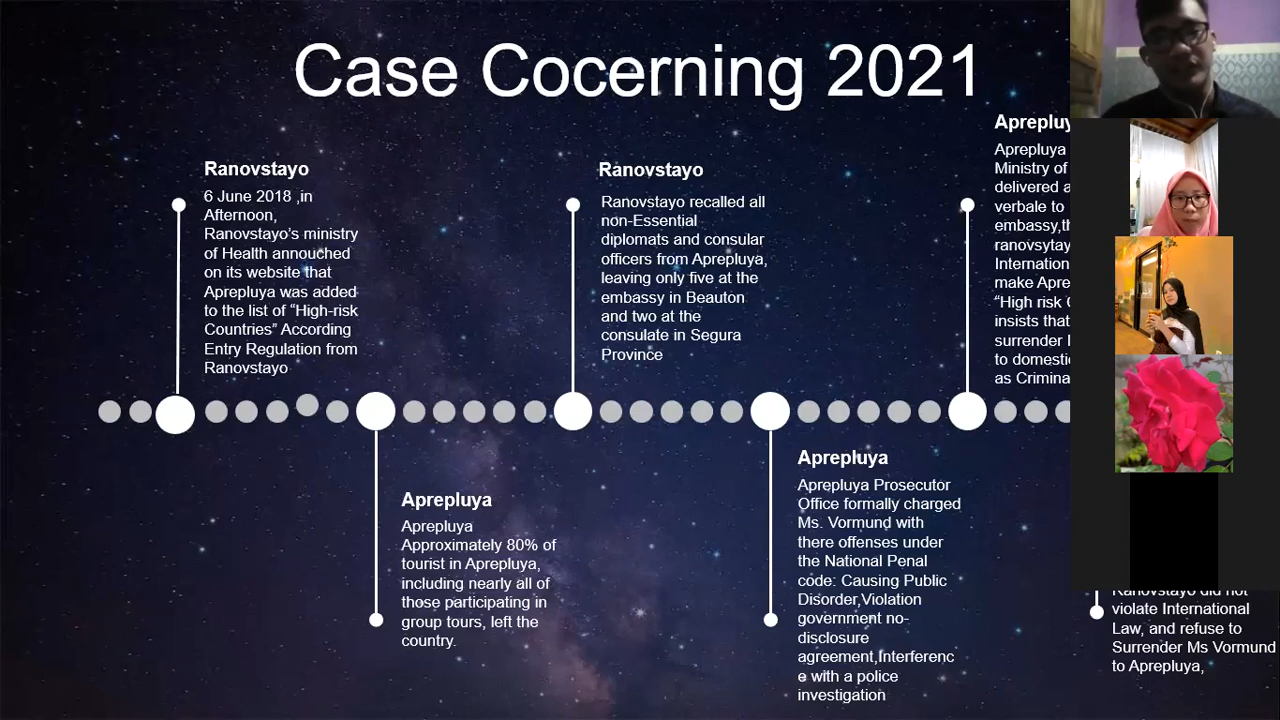 Case Cocerning 2021
Ranovstayo
6 June 2018 ,in
Afternoon,
Ranovstayo's ministry
of Health annouched
on its website that
Aprepluya was added
to the list of “High-risk
Countries” According
Entry Regulation from
Ranovstayo
Aprepluya
Aprepluya
Approximately 80% of
tourist in Aprepluya,
including nearly all of
those participating in
group tours, left the
country.
Ranovstayo
Ranovstayo recalled all
non-Essential
diplomats and consular
officers from Aprepluya,
leaving only five at the
embassy in Beauton
and two at the
consulate in Segura
Province
Aprepluya
Aprepluya Prosecutor
Office formally charged
Ms. Vormund with
there offenses under
the National Penal
code: Causing Public
Disorder,Violation
government no-
disclosure
agreement,Interferenc
e with a police
investigation
Aprepluy
Aprepluya
Ministry of
delivered a
verbale to
embassy,th
ranovsytay
Internation
make Apre
“High risk
insists that
surrender
to domesti
as Crimina
Ranovstayo did not
violate International
Law, and refuse to
Surrender Ms Vormund
to Aprepluya,